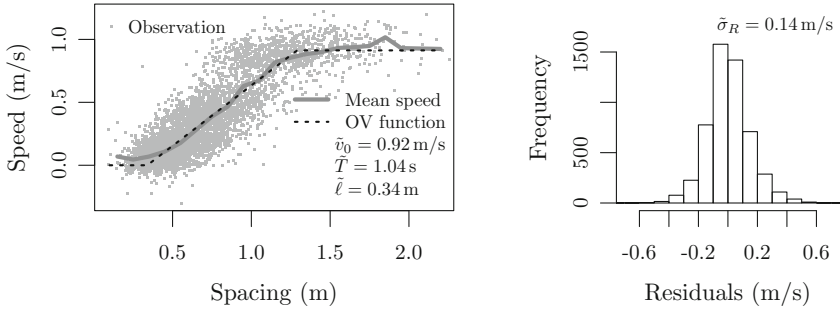 Observation
Mean speed
OV function
ṽ₀ = 0.92 m/s
T̃ = 1.04 s
ℓ̃ = 0.34 m
Speed (m/s)
1.0
0.5
0.0
0.5 1.0 1.5 2.0
Spacing (m)
σ̃_R = 0.14 m/s
Frequency
1500
500
0
-0.6 -0.2 0.2 0.6
Residuals (m/s)